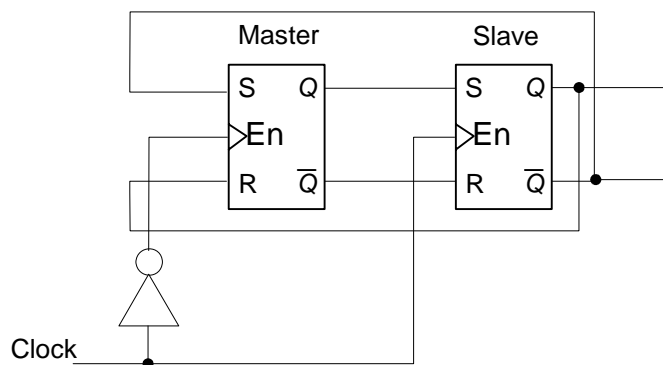 Master Slave
S Q S Q
En En
R Q̅ R Q̅
Clock